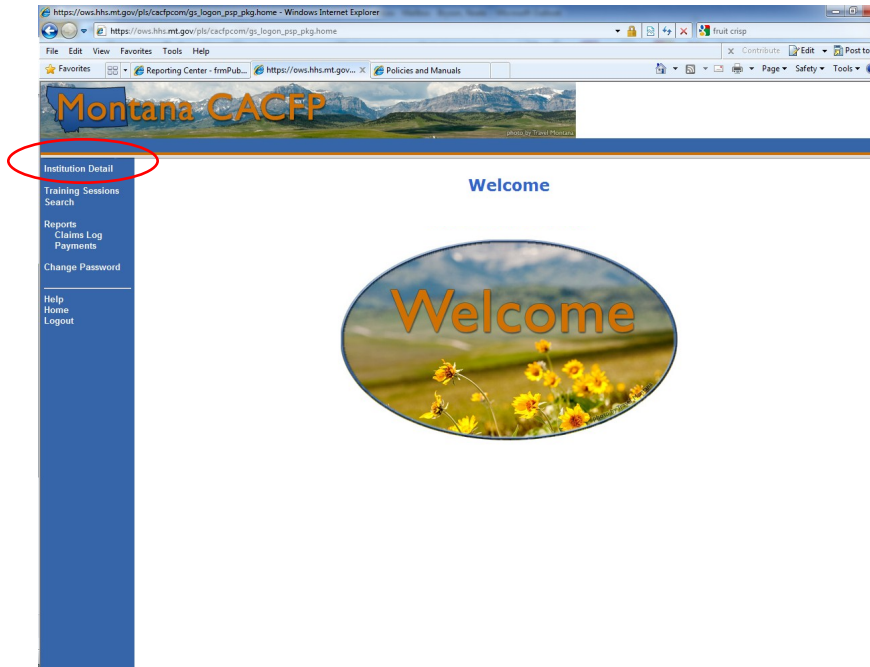 https://ows.hhs.mt.gov/pls/cacfpcom/gs_logon_psp_pkg.home - Windows Internet Explorer
https://ows.hhs.mt.gov/pls/cacfpcom/gs_logon_psp_pkg.home
fruit crisp
File Edit View Favorites Tools Help
x Contribute Edit Post to
Favorites Reporting Center - frmPub... https://ows.hhs.mt.gov... X Policies and Manuals Page Safety Tools
Montana CACFP
photo by Travel Montana
Institution Detail
Training Sessions
Search
Reports
Claims Log
Payments
Change Password
Help
Home
Logout
Welcome
Welcome